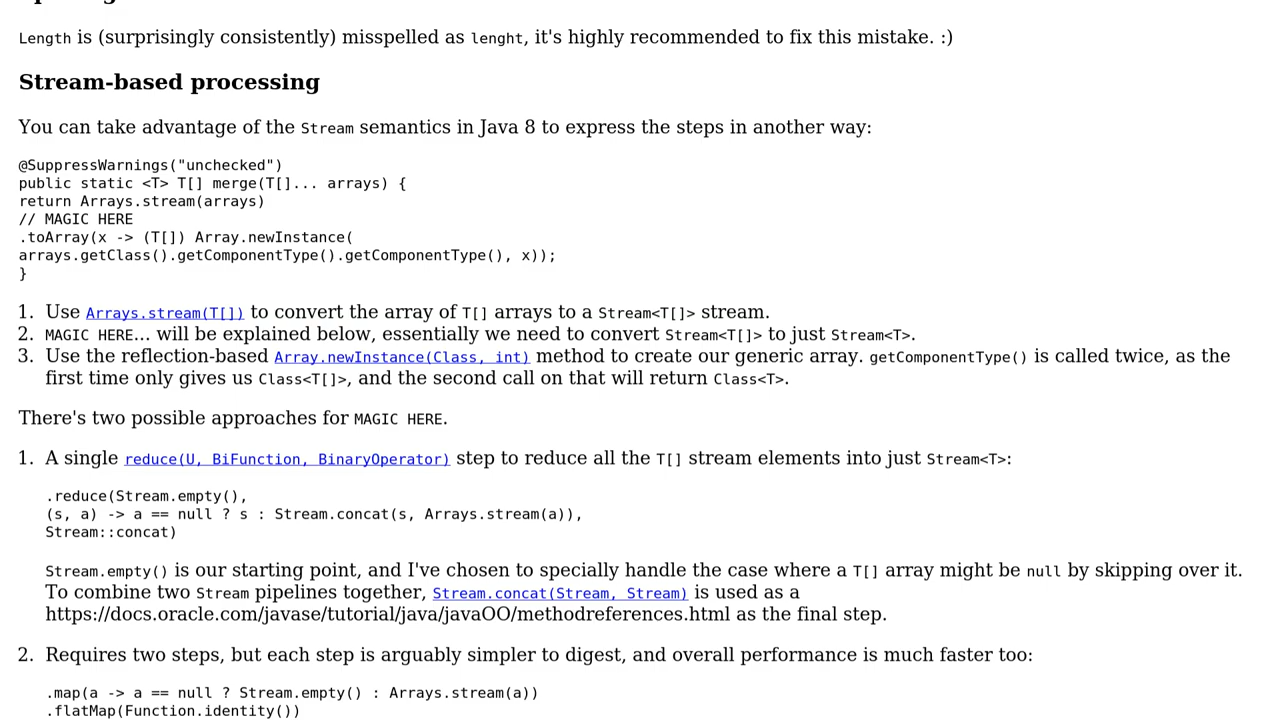 Length is (surprisingly consistently) misspelled as lenght, it's highly recommended to fix this mistake. :)
Stream-based processing
You can take advantage of the Stream semantics in Java 8 to express the steps in another way:
@SuppressWarnings("unchecked")
public static <T> T[] merge(T[]... arrays) {
return Arrays.stream(arrays)
// MAGIC HERE
.toArray(x -> (T[]) Array.newInstance(
arrays.getClass().getComponentType().getComponentType(), x));
}
1. Use Arrays.stream(T[]) to convert the array of T[] arrays to a Stream<T[]> stream.
2. MAGIC HERE... will be explained below, essentially we need to convert Stream<T[]> to just Stream<T>.
3. Use the reflection-based Array.newInstance(Class, int) method to create our generic array. getComponentType() is called twice, as the
first time only gives us Class<T[]>, and the second call on that will return Class<T>.
There's two possible approaches for MAGIC HERE.
1. A single reduce(U, BiFunction, BinaryOperator) step to reduce all the T[] stream elements into just Stream<T>:
.reduce(Stream.empty(),
(s, a) -> a == null ? s : Stream.concat(s, Arrays.stream(a)),
Stream::concat)
Stream.empty() is our starting point, and I've chosen to specially handle the case where a T[] array might be null by skipping over it.
To combine two Stream pipelines together, Stream.concat(Stream, Stream) is used as a
https://docs.oracle.com/javase/tutorial/java/javaOO/methodreferences.html as the final step.
2. Requires two steps, but each step is arguably simpler to digest, and overall performance is much faster too:
.map(a -> a == null ? Stream.empty() : Arrays.stream(a))
.flatMap(Function.identity())